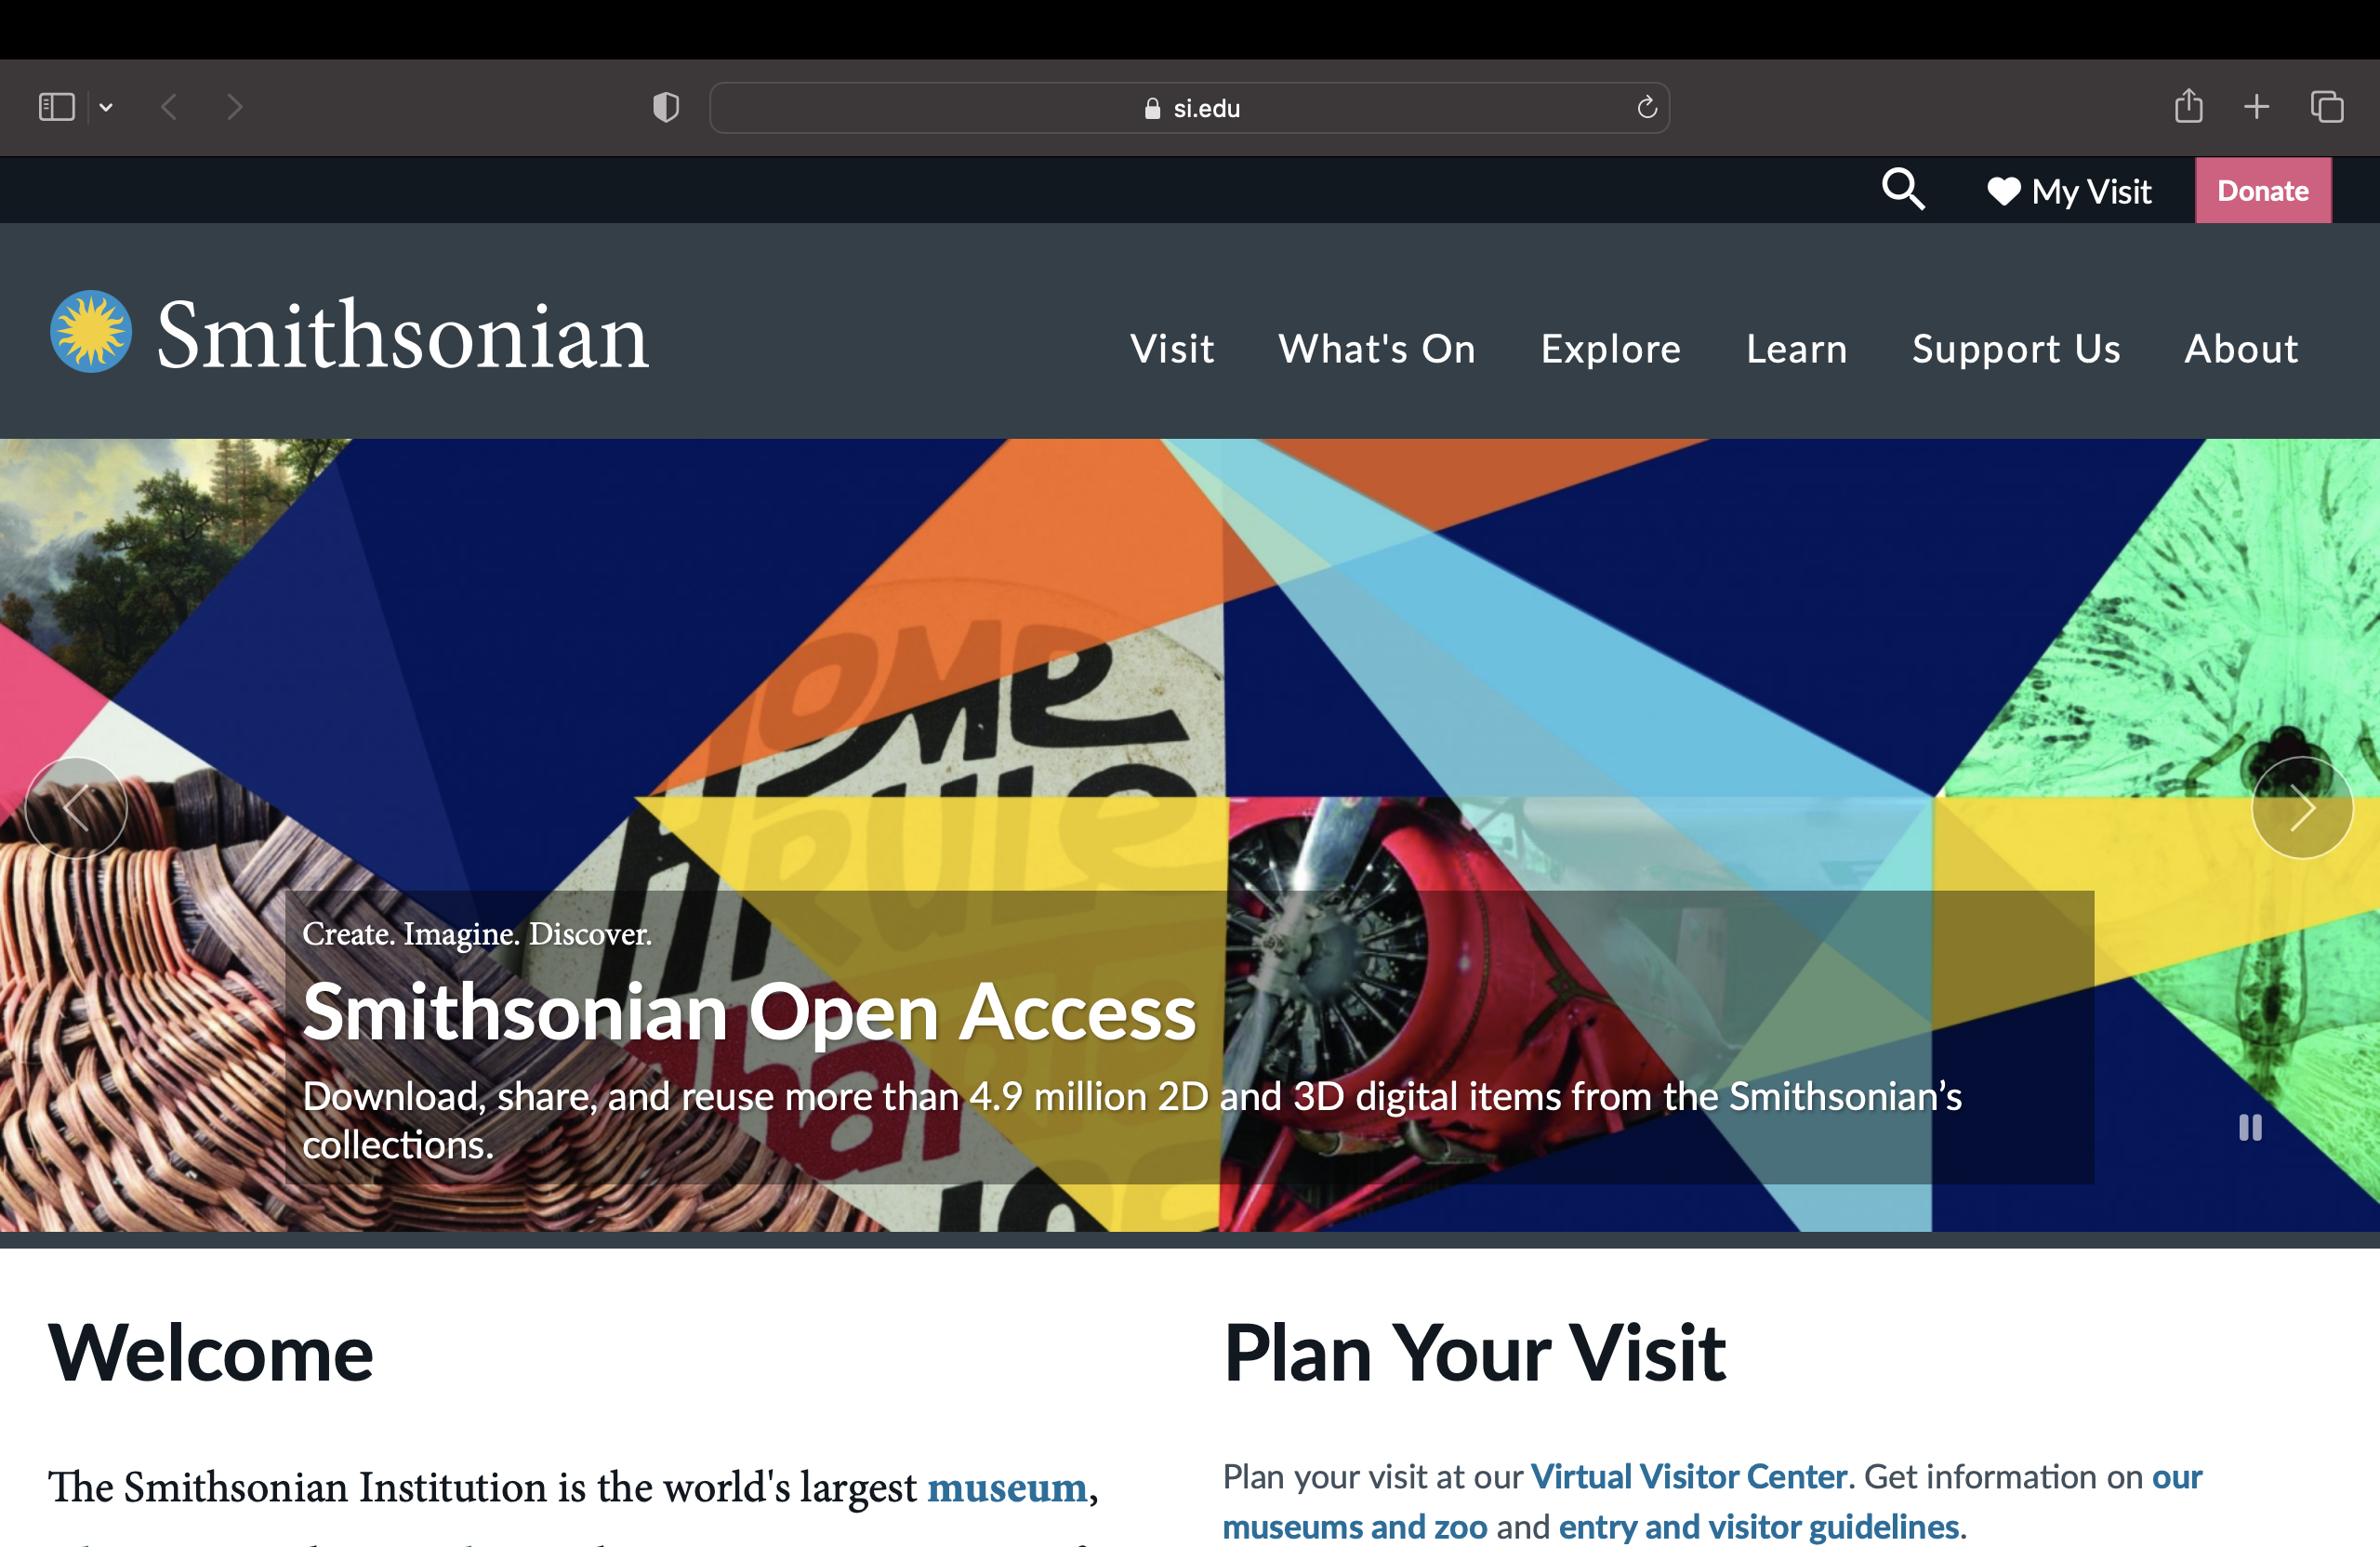 si.edu
My Visit
Donate
Smithsonian
Visit What's On Explore Learn Support Us About
HOME
RULE
Create. Imagine. Discover.
Smithsonian Open Access
Download, share, and reuse more than 4.9 million 2D and 3D digital items from the Smithsonian’s
collections.
Welcome
The Smithsonian Institution is the world's largest museum,
Plan Your Visit
Plan your visit at our Virtual Visitor Center. Get information on our
museums and zoo and entry and visitor guidelines.